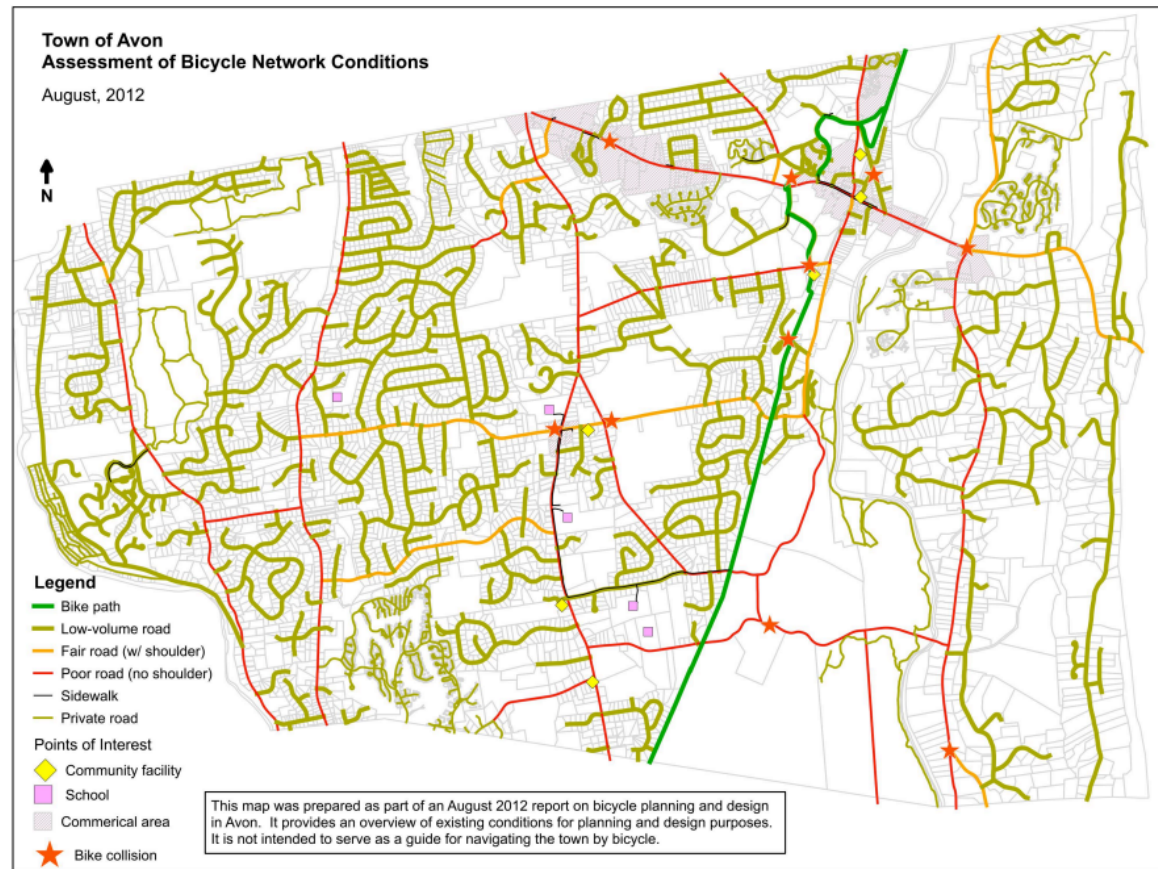 Town of Avon
Assessment of Bicycle Network Conditions
August, 2012
N
Legend
Bike path
Low-volume road
Fair road (w/ shoulder)
Poor road (no shoulder)
Sidewalk
Private road
Points of Interest
Community facility
School
Commerical area
Bike collision
This map was prepared as part of an August 2012 report on bicycle planning and design
in Avon. It provides an overview of existing conditions for planning and design purposes.
It is not intended to serve as a guide for navigating the town by bicycle.